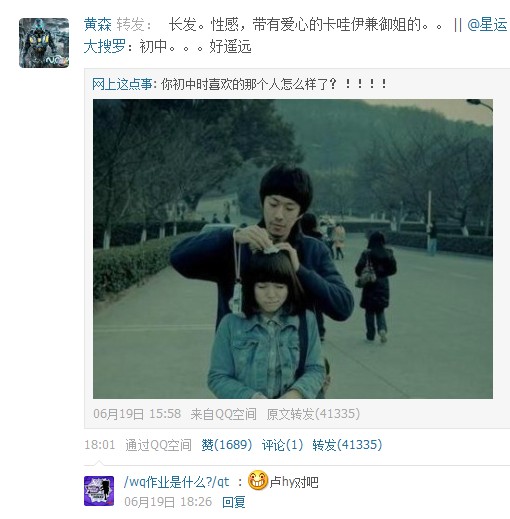 黄森 转发： 长发。性感，带有爱心的卡哇伊兼御姐的。。 || @星运
大搜罗：初中。。。好遥远
网上这点事: 你初中时喜欢的那个人怎么样了？！！！！
06月19日 15:58 来自QQ空间 原文转发(41335)
18:01 通过QQ空间 赞(1689) 评论(1) 转发(41335)
/wq作业是什么?/qt ： 卢hy对吧
06月19日 18:26 回复